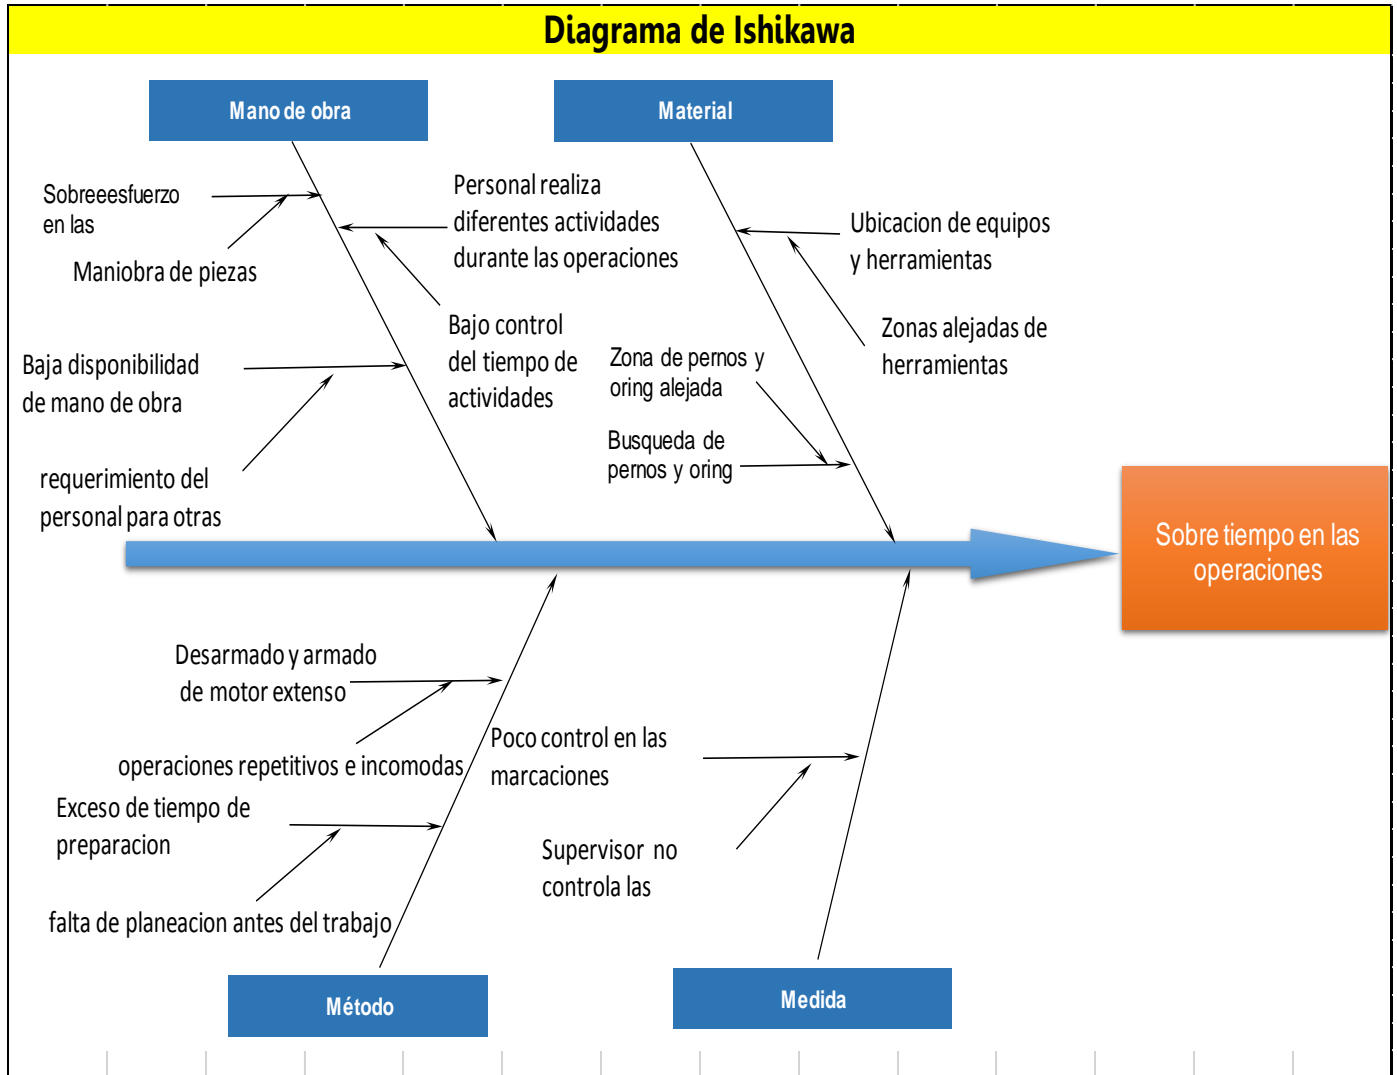 Diagrama de Ishikawa
Mano de obra
Material
Sobreeesfuerzo
en las
Maniobra de piezas
Personal realiza
diferentes actividades
durante las operaciones
Bajo control
del tiempo de
actividades
Baja disponibilidad
de mano de obra
requerimiento del
personal para otras
Ubicacion de equipos
y herramientas
Zonas alejadas de
herramientas
Zona de pernos y
oring alejada
Busqueda de
pernos y oring
Sobre tiempo en las
operaciones
Desarmado y armado
de motor extenso
operaciones repetitivos e incomodas
Exceso de tiempo de
preparacion
falta de planeacion antes del trabajo
Poco control en las
marcaciones
Supervisor no
controla las
Método
Medida